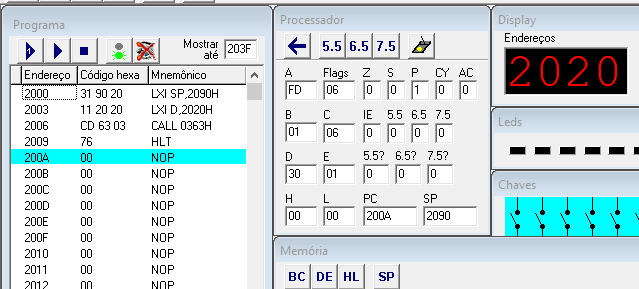 Programa
Mostrar
até
203F
Endereço Código hexa Mnemônico
2000 31 90 20 LXI SP,2090H
2003 11 20 20 LXI D,2020H
2006 CD 63 03 CALL 0363H
2009 76 HLT
200A 00 NOP
200B 00 NOP
200C 00 NOP
200D 00 NOP
200E 00 NOP
200F 00 NOP
2010 00 NOP
2011 00 NOP
2012 00 NOP
Processador
5.5 6.5 7.5
A Flags Z S P CY AC
FD 06 0 0 1 0 0
B C IE 5.5 6.5 7.5
01 06 0 0 0 0
D E 5.5? 6.5? 7.5?
30 01 0 0 0
H L PC SP
00 00 200A 2090
Memória
BC DE HL SP
Display
Endereços
2020
Leds
Chaves